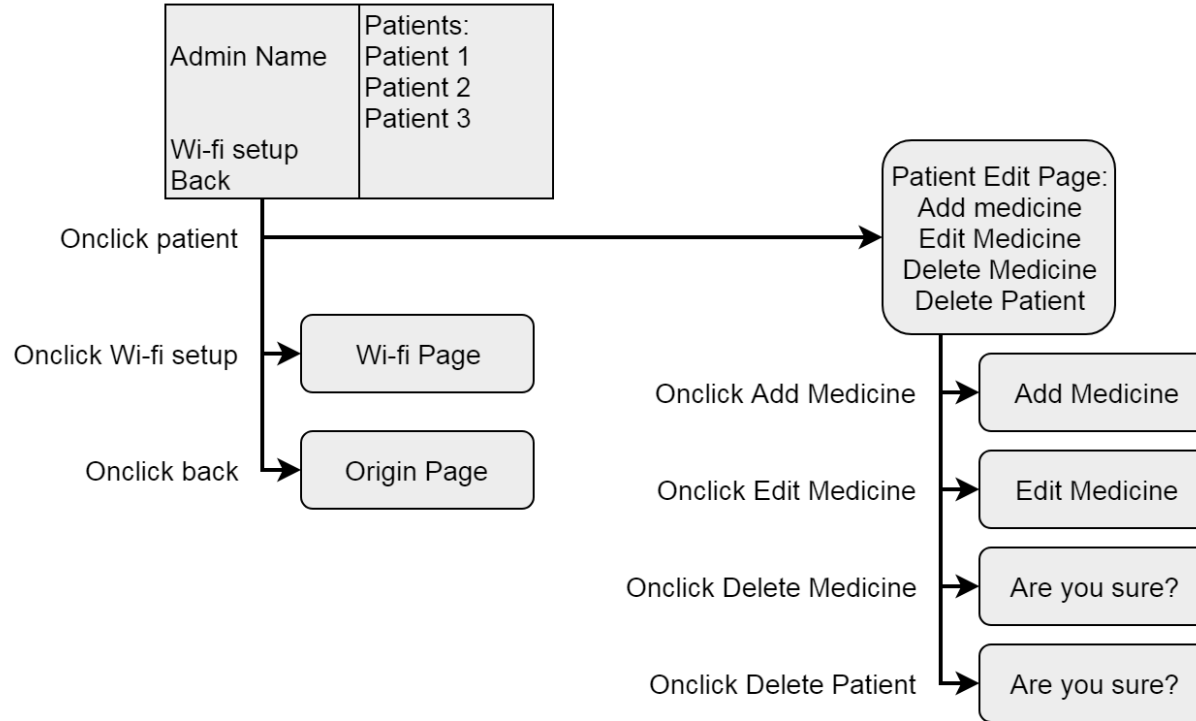 Admin Name
Wi-fi setup
Back
Patients:
Patient 1
Patient 2
Patient 3
Onclick patient
Patient Edit Page:
Add medicine
Edit Medicine
Delete Medicine
Delete Patient
Onclick Wi-fi setup
Wi-fi Page
Onclick back
Origin Page
Onclick Add Medicine
Add Medicine
Onclick Edit Medicine
Edit Medicine
Onclick Delete Medicine
Are you sure?
Onclick Delete Patient
Are you sure?